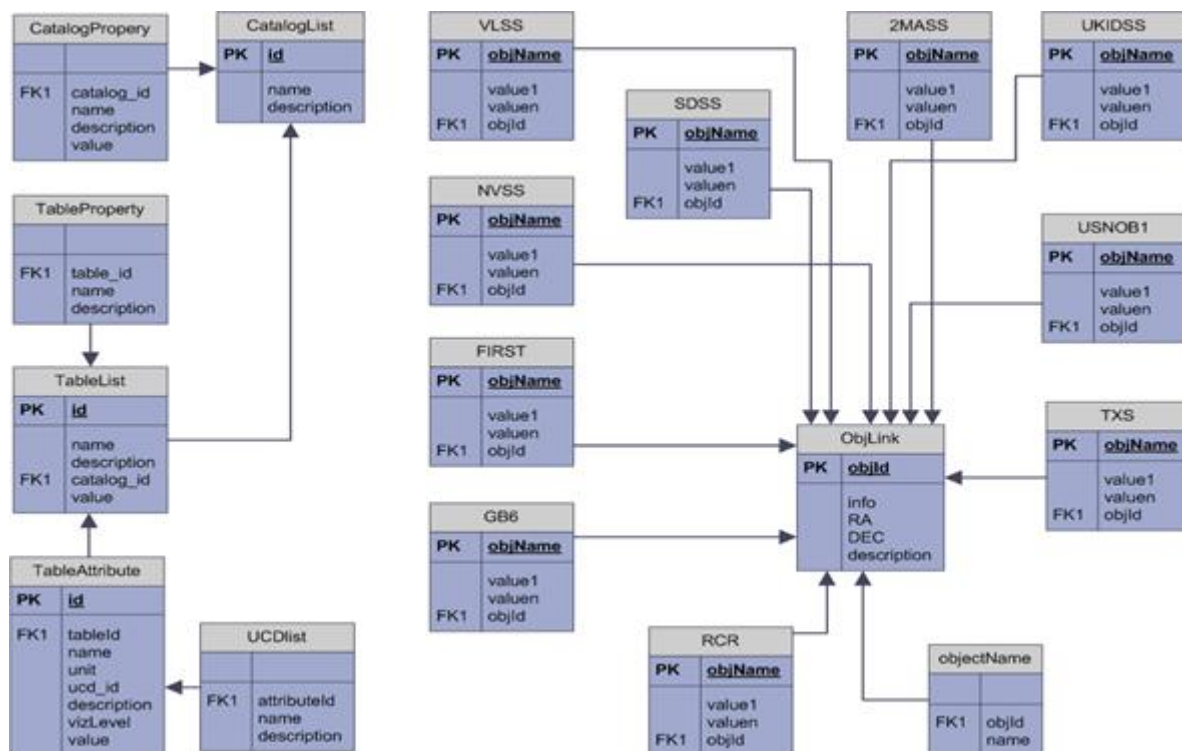 CatalogPropery
FK1 catalog_id
name
description
value
CatalogList
PK id
name
description
TableProperty
FK1 table_id
name
description
TableList
PK id
name
description
FK1 catalog_id
value
TableAttribute
PK id
FK1 tableId
name
unit
ucd_id
description
vizLevel
value
UCDlist
FK1 attributeId
name
description
VLSS
PK objName
value1
valuen
FK1 objId
SDSS
PK objName
value1
valuen
FK1 objId
NVSS
PK objName
value1
valuen
FK1 objId
FIRST
PK objName
value1
valuen
FK1 objId
GB6
PK objName
value1
valuen
FK1 objId
RCR
PK objName
value1
valuen
FK1 objId
2MASS
PK objName
value1
valuen
FK1 objId
UKIDSS
PK objName
value1
valuen
FK1 objId
USNOB1
PK objName
value1
valuen
FK1 objId
TXS
PK objName
value1
valuen
FK1 objId
ObjLink
PK objId
info
RA
DEC
description
objectName
FK1 objId
name